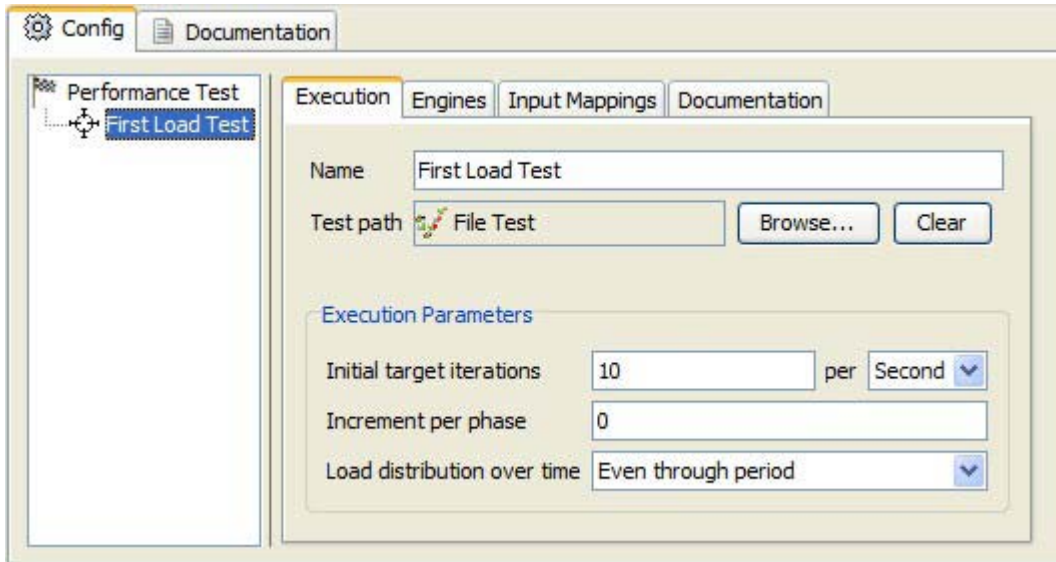 Config Documentation
Performance Test
First Load Test
Execution Engines Input Mappings Documentation
Name First Load Test
Test path File Test Browse... Clear
Execution Parameters
Initial target iterations 10 per Second
Increment per phase 0
Load distribution over time Even through period